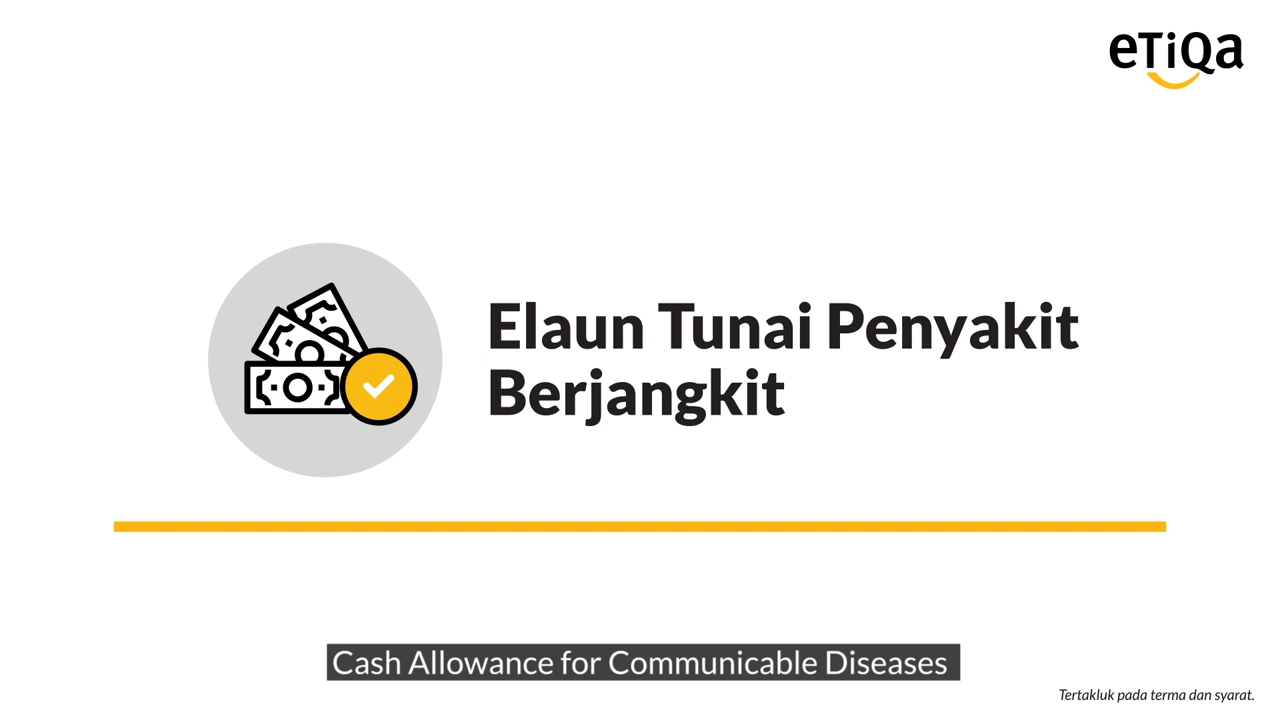 eTiQa
Elaun Tunai Penyakit
Berjangkit
Cash Allowance for Communicable Diseases
Tertakluk pada terma dan syarat.